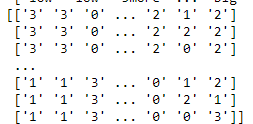 [['3' '3' '0' ... '2' '1' '2']
['3' '3' '0' ... '2' '2' '2']
['3' '3' '0' ... '2' '0' '2']
...
['1' '1' '3' ... '0' '1' '2']
['1' '1' '3' ... '0' '2' '1']
['1' '1' '3' ... '0' '0' '3']]